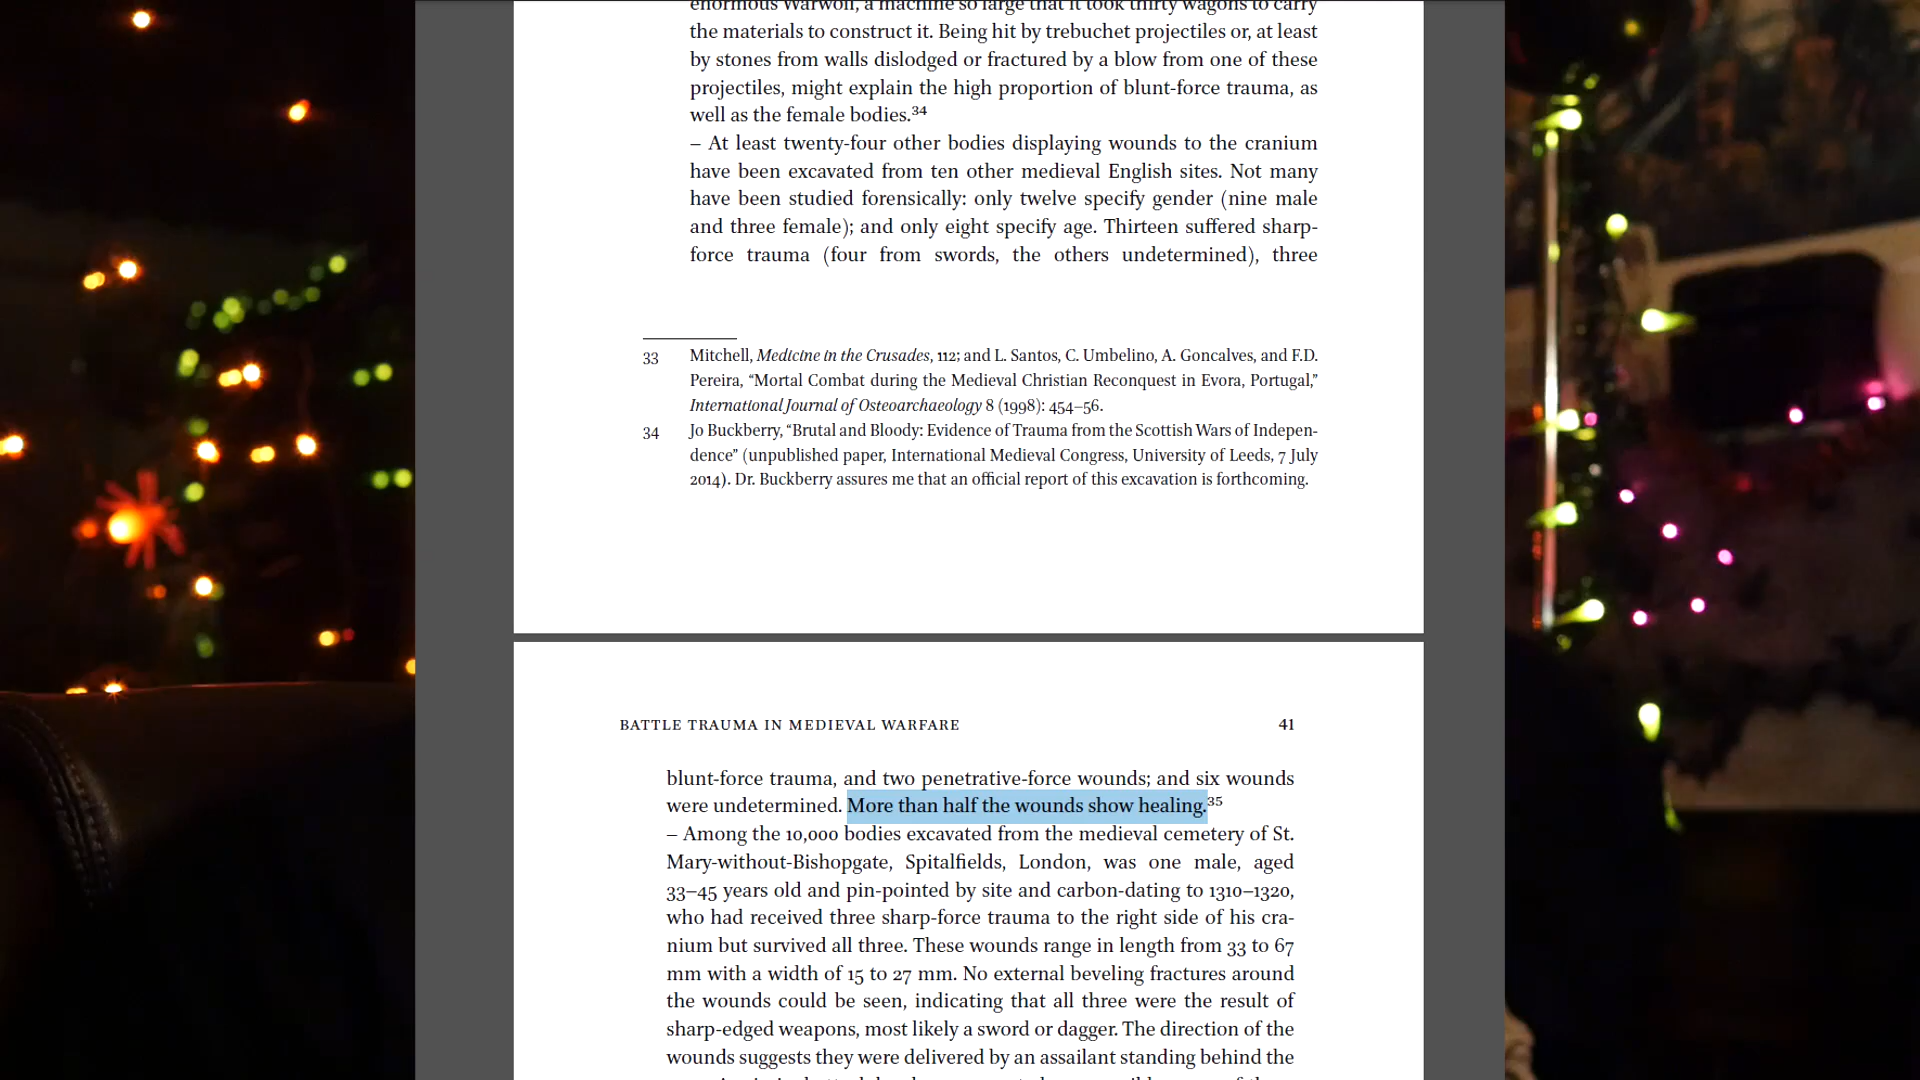 enormous Warwolf, a machine so large that it took thirty wagons to carry
the materials to construct it. Being hit by trebuchet projectiles or, at least
by stones from walls dislodged or fractured by a blow from one of these
projectiles, might explain the high proportion of blunt-force trauma, as
well as the female bodies.³⁴
– At least twenty-four other bodies displaying wounds to the cranium
have been excavated from ten other medieval English sites. Not many
have been studied forensically: only twelve specify gender (nine male
and three female); and only eight specify age. Thirteen suffered sharp-
force trauma (four from swords, the others undetermined), three
33 Mitchell, Medicine in the Crusades, 112; and L. Santos, C. Umbelino, A. Goncalves, and F.D.
Pereira, “Mortal Combat during the Medieval Christian Reconquest in Evora, Portugal,”
International Journal of Osteoarchaeology 8 (1998): 454–56.
34 Jo Buckberry, “Brutal and Bloody: Evidence of Trauma from the Scottish Wars of Indepen-
dence” (unpublished paper, International Medieval Congress, University of Leeds, 7 July
2014). Dr. Buckberry assures me that an official report of this excavation is forthcoming.
BATTLE TRAUMA IN MEDIEVAL WARFARE 41
blunt-force trauma, and two penetrative-force wounds; and six wounds
were undetermined. More than half the wounds show healing.³⁵
– Among the 10,000 bodies excavated from the medieval cemetery of St.
Mary-without-Bishopgate, Spitalfields, London, was one male, aged
33–45 years old and pin-pointed by site and carbon-dating to 1310–1320,
who had received three sharp-force trauma to the right side of his cra-
nium but survived all three. These wounds range in length from 33 to 67
mm with a width of 15 to 27 mm. No external beveling fractures around
the wounds could be seen, indicating that all three were the result of
sharp-edged weapons, most likely a sword or dagger. The direction of the
wounds suggests they were delivered by an assailant standing behind the